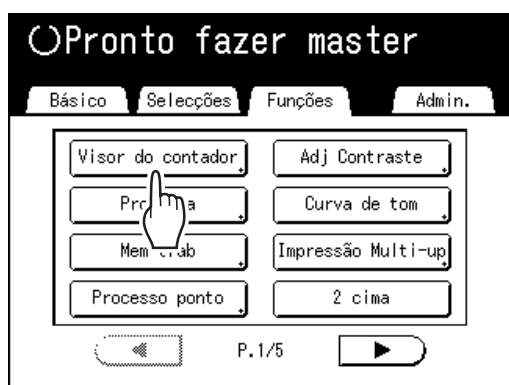 Pronto fazer master
Básico Selecções Funções Admin.
Visor do contador Adj Contraste
Curva de tom
Mem Impressão Multi-up
Processo ponto 2 cima
P.1/5